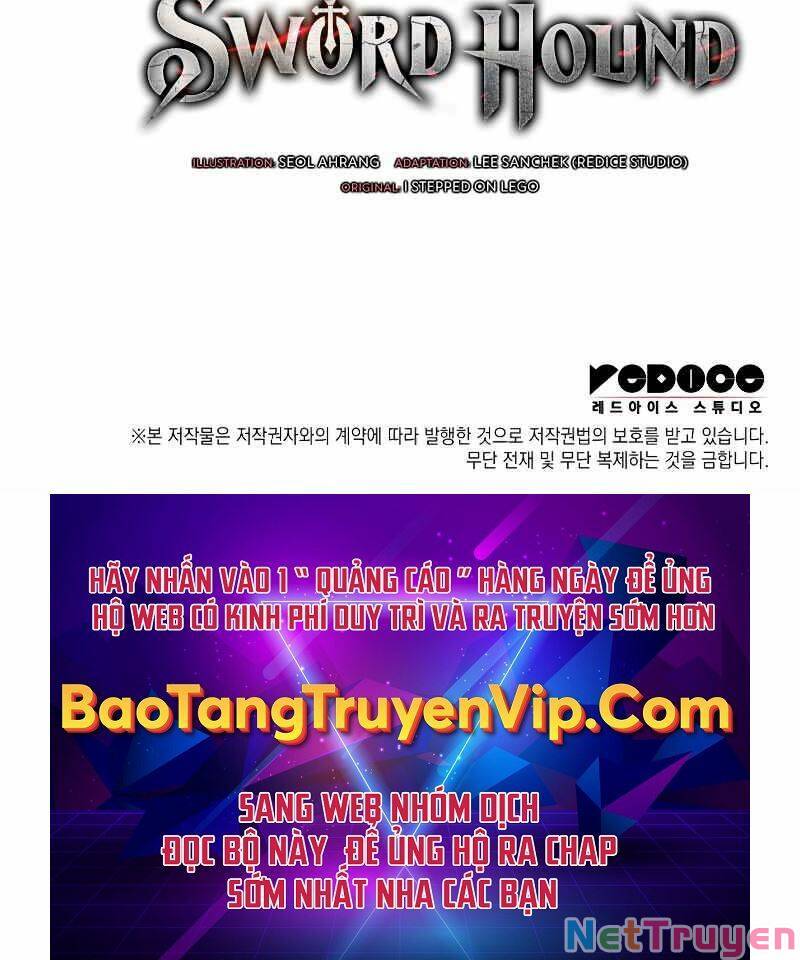 SWORD HOUND
ILLUSTRATION: SEOL AHRANG ADAPTATION: LEE SANCHEK (REDICE STUDIO)
ORIGINAL: I STEPPED ON LEGO
REDICE
레드아이스 스튜디오
※본 저작물은 저작권자와의 계약에 따라 발행한 것으로 저작권법의 보호를 받고 있습니다.
무단 전재 및 무단 복제하는 것을 금합니다.
HÃY NHẤN VÀO 1 “ QUẢNG CÁO ” HÀNG NGÀY ĐỂ ỦNG
HỘ WEB CÓ KINH PHÍ DUY TRÌ VÀ RA TRUYỆN SỚM HƠN
BaoTangTruyenVip.Com
SANG WEB NHÓM DỊCH
ĐỌC BỘ NÀY ĐỂ ỦNG HỘ RA CHAP
SỚM NHẤT NHA CÁC BẠN
NetTruyen